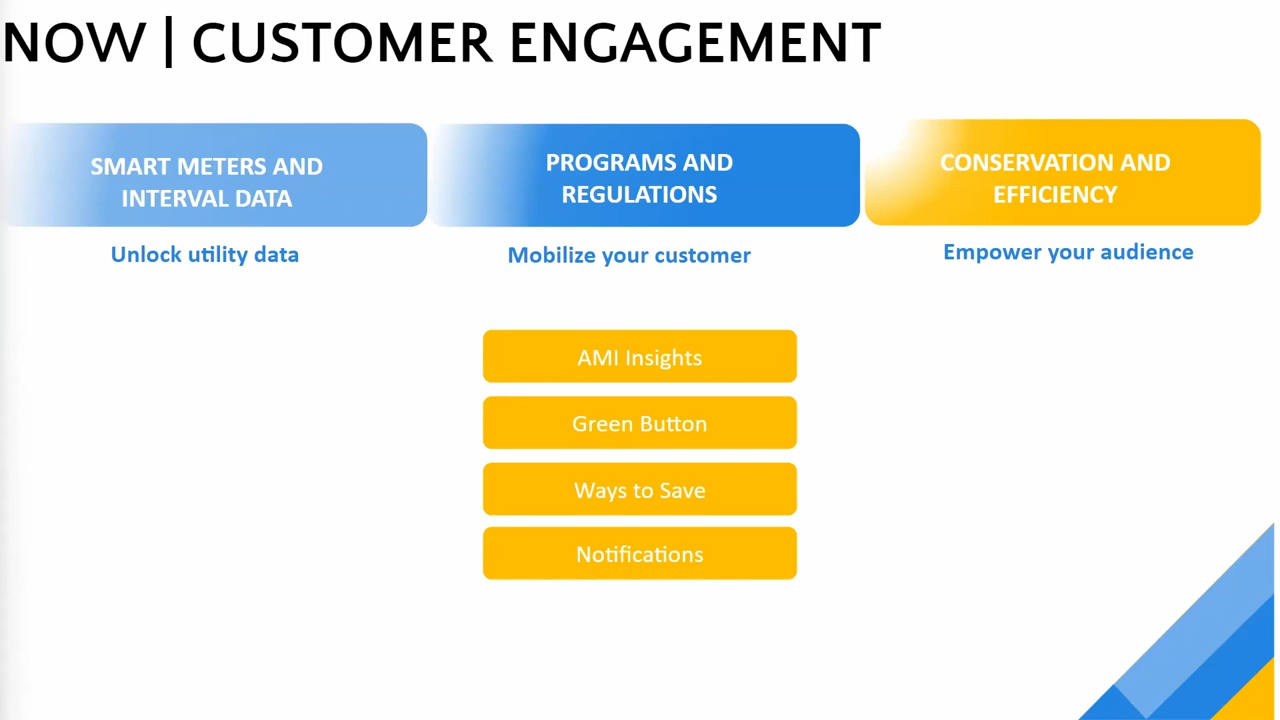 NOW | CUSTOMER ENGAGEMENT
SMART METERS AND
INTERVAL DATA
Unlock utility data
PROGRAMS AND
REGULATIONS
Mobilize your customer
CONSERVATION AND
EFFICIENCY
Empower your audience
AMI Insights
Green Button
Ways to Save
Notifications